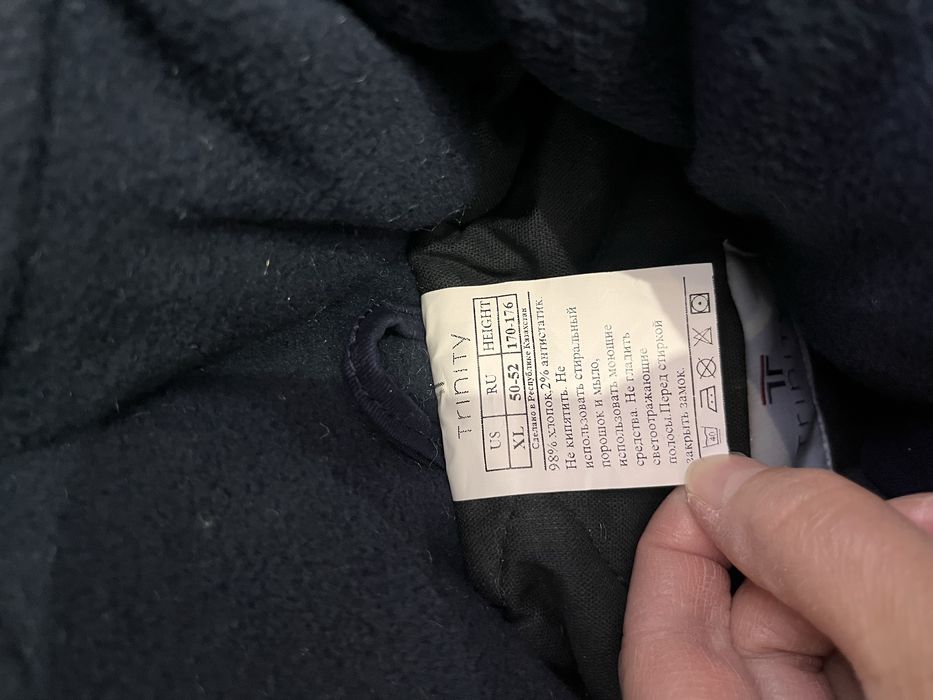 TriniTY
US RU HEIGHT
XL 50-52 170-176
Сделано в Республике Казахстан
98% хлопок,2% антистатик.
Не кипятить. Не
использовать стиральный
порошок и мыло,
использовать моющие
средства. Не гладить
светоотражающие
полосы.Перед стиркой
закрыть замок.
40